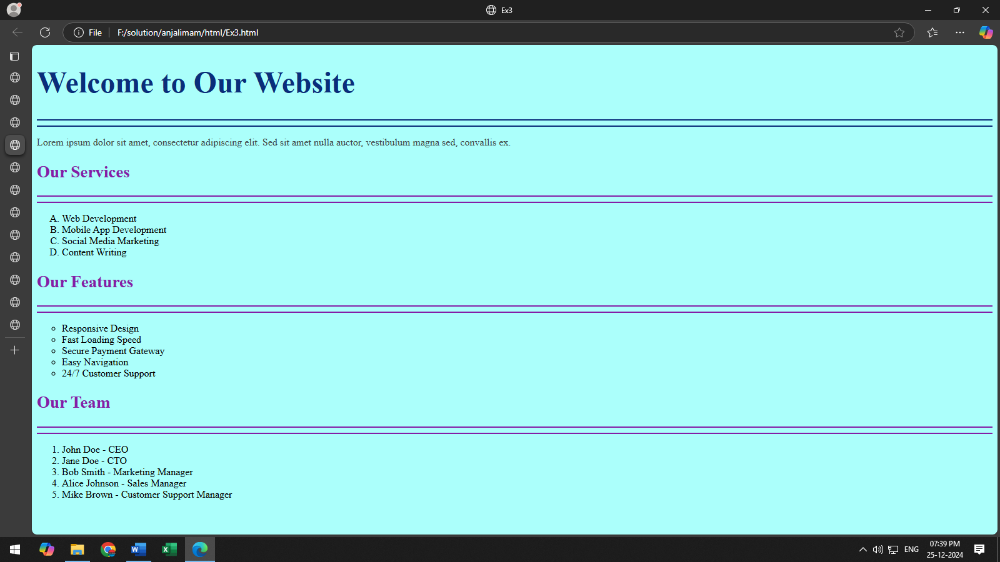 Ex3
File
F:/solution/anjalimam/html/Ex3.html
Welcome to Our Website
Lorem ipsum dolor sit amet, consectetur adipiscing elit. Sed sit amet nulla auctor, vestibulum magna sed, convallis ex.
Our Services
A. Web Development
B. Mobile App Development
C. Social Media Marketing
D. Content Writing
Our Features
Responsive Design
Fast Loading Speed
Secure Payment Gateway
Easy Navigation
24/7 Customer Support
Our Team
1. John Doe - CEO
2. Jane Doe - CTO
3. Bob Smith - Marketing Manager
4. Alice Johnson - Sales Manager
5. Mike Brown - Customer Support Manager
ENG
07:39 PM
25-12-2024